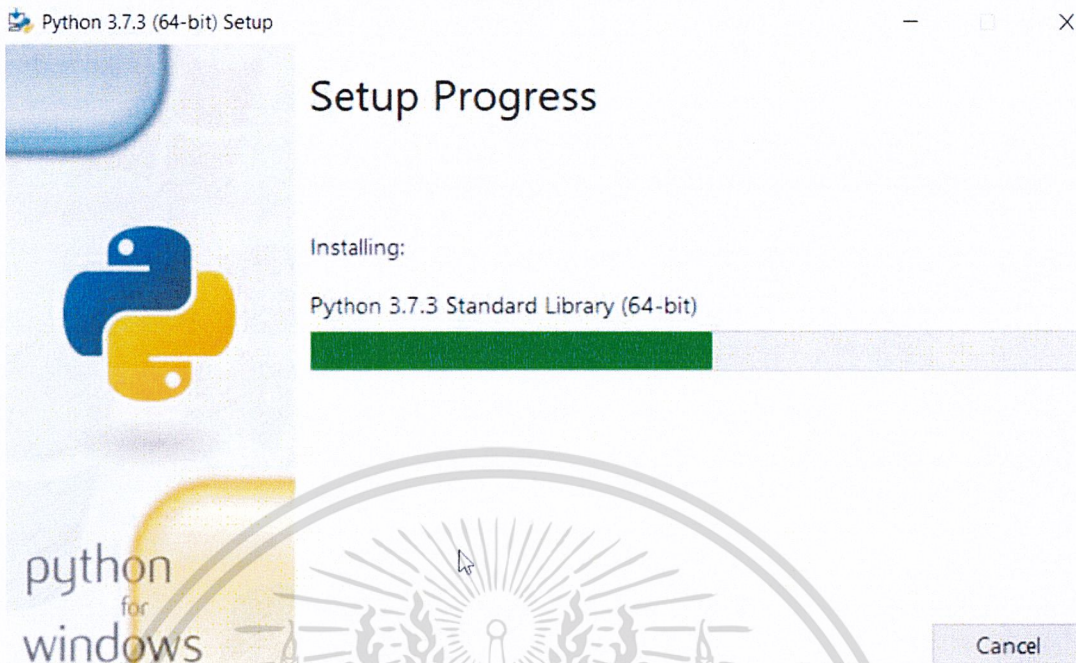 Python 3.7.3 (64-bit) Setup
Setup Progress
Installing:
Python 3.7.3 Standard Library (64-bit)
python
for
windows
Cancel